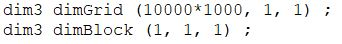 dim3 dimGrid (10000*1000, 1, 1) ;
dim3 dimBlock (1, 1, 1) ;